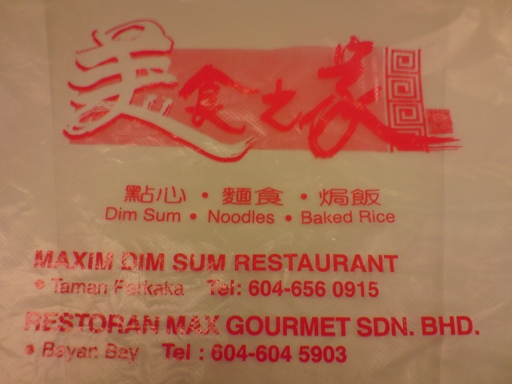 美食之家
點心 • 麵食 • 焗飯
Dim Sum • Noodles • Baked Rice
MAXIM DIM SUM RESTAURANT
• Taman Parkaka Tel: 604-656 0915
RESTORAN MAX GOURMET SDN. BHD.
• Bayan Bay Tel : 604-604 5903